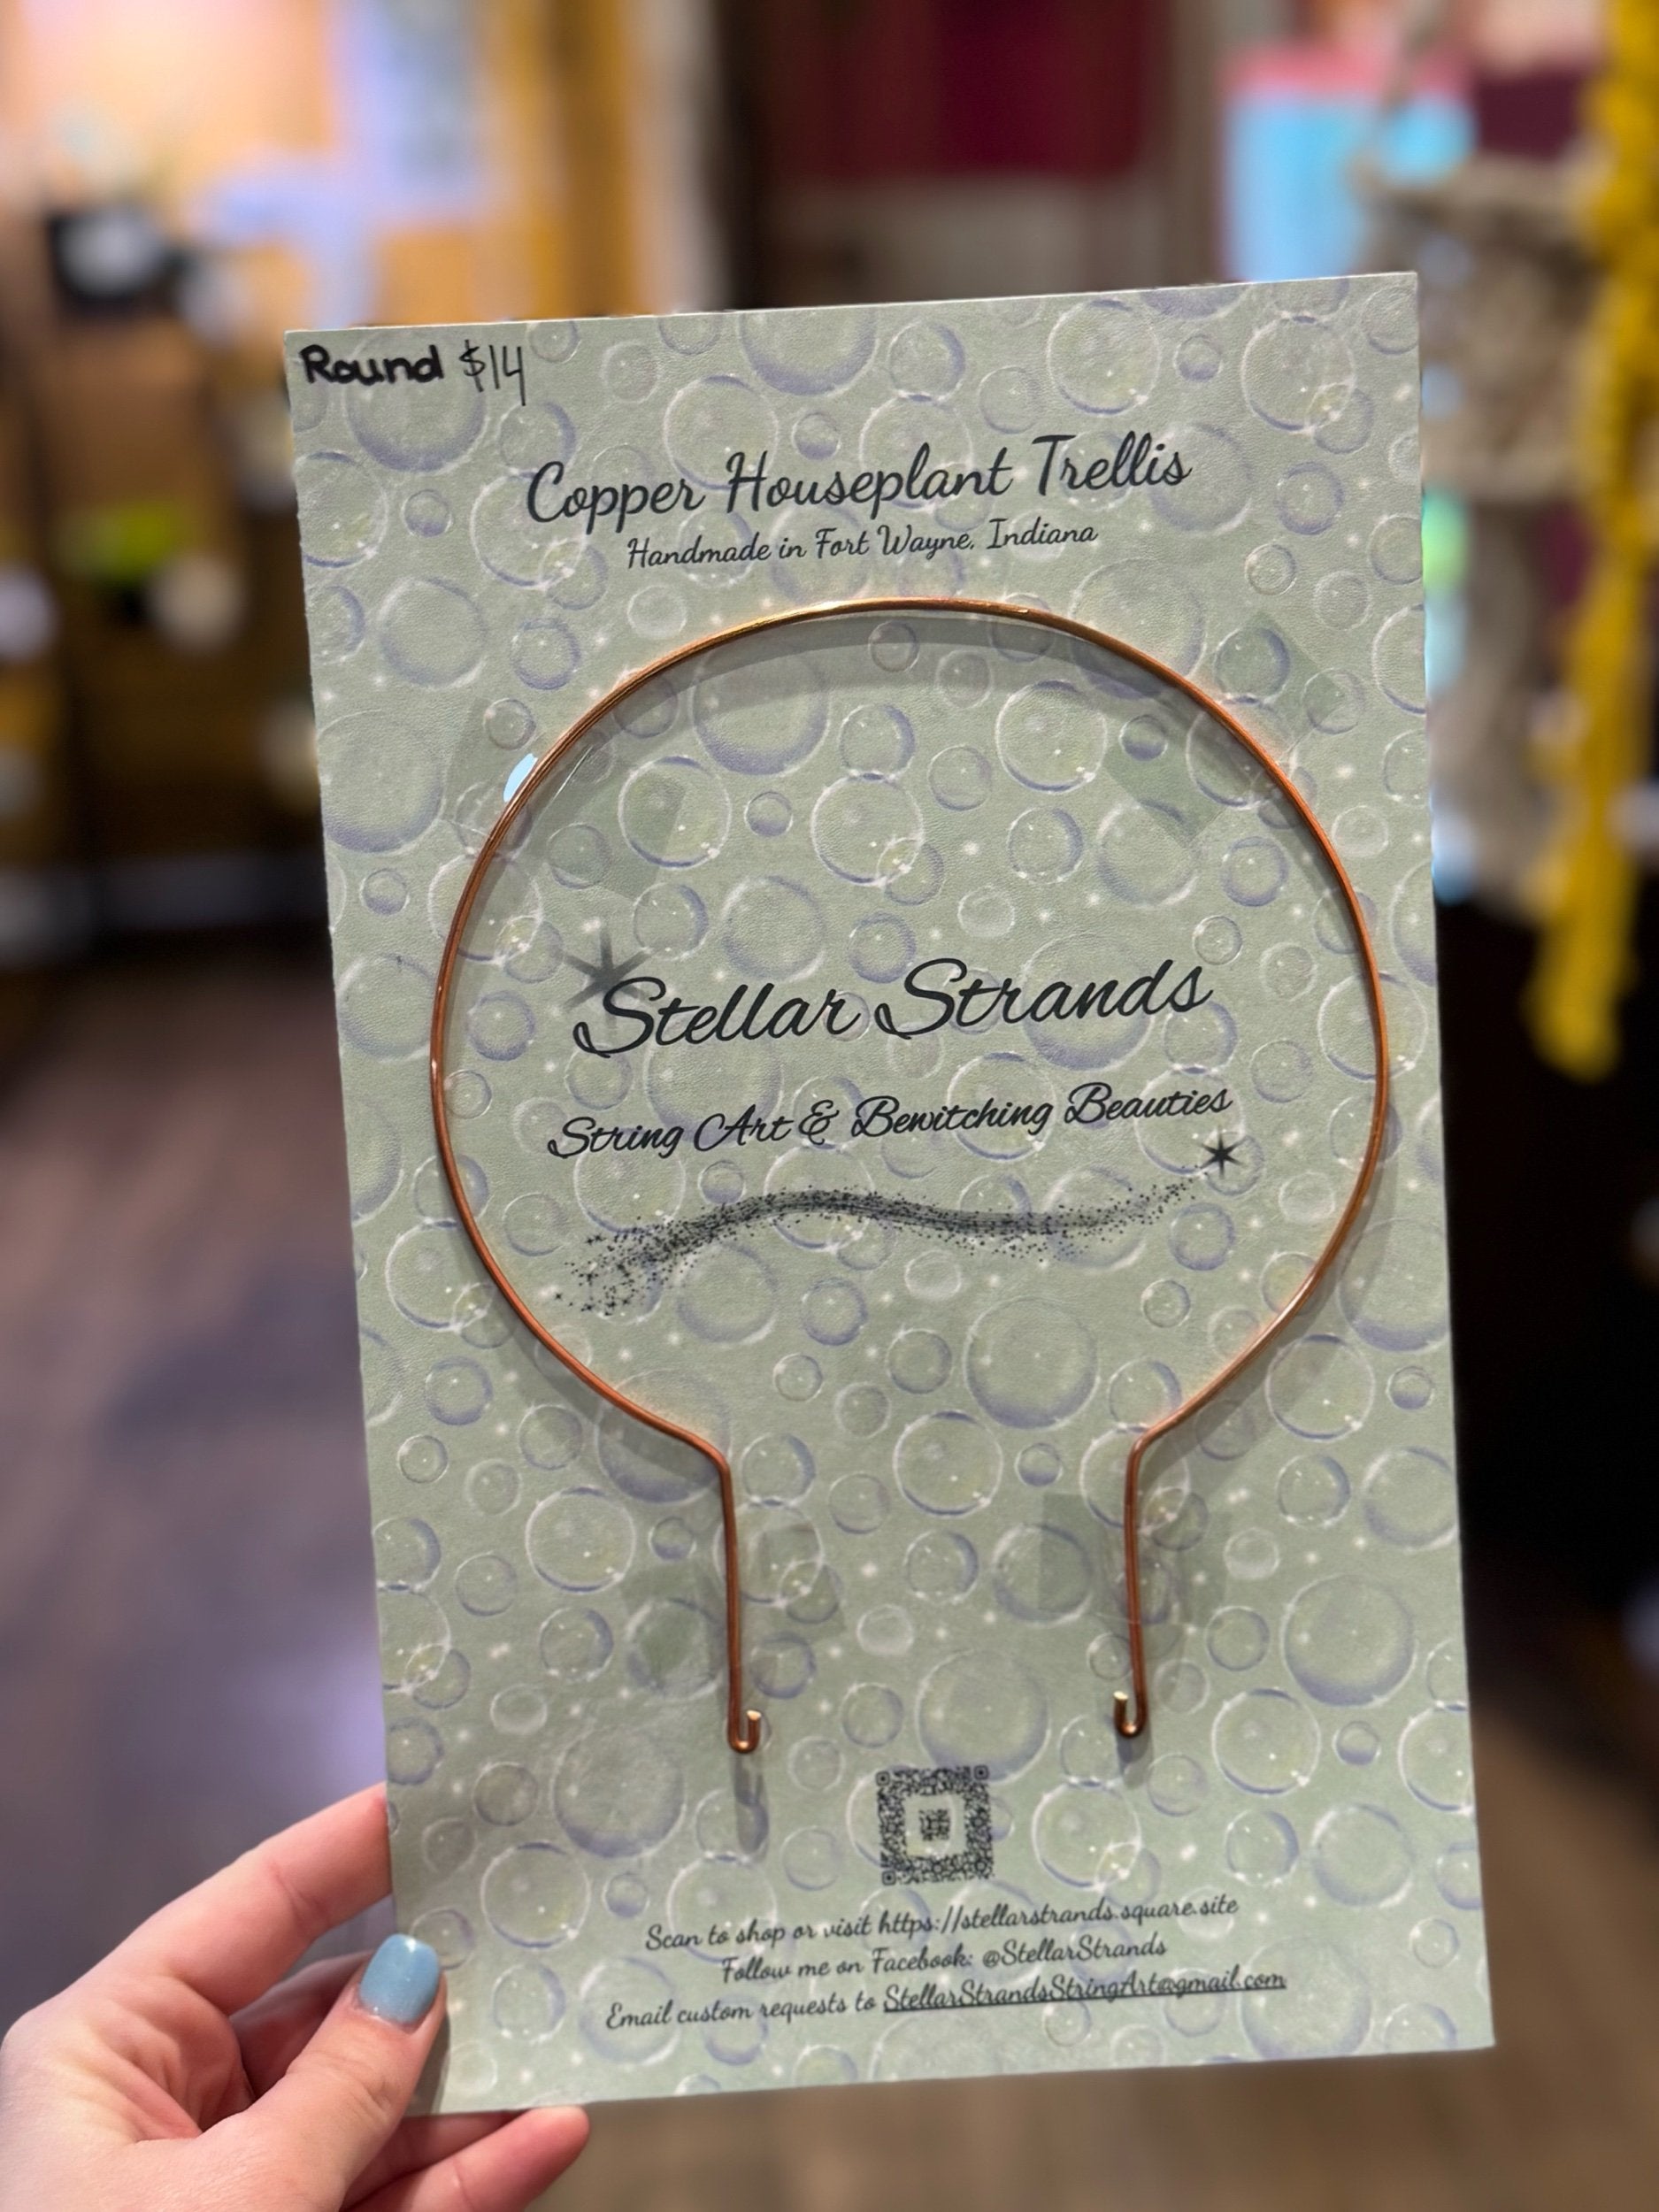 Round $14
Copper Houseplant Trellis
Handmade in Fort Wayne, Indiana
Stellar Strands
String Art & Bewitching Beauties
Scan to shop or visit https://stellarstrands.square.site
Follow me on Facebook: @StellarStrands
Email custom requests to StellarStrandsStringArt@gmail.com